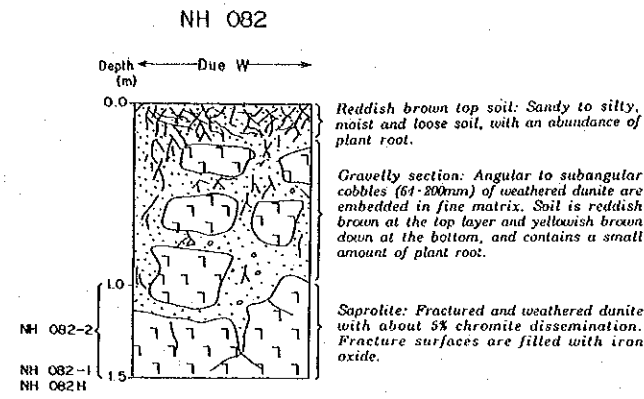 NH 082
Depth Due W
(m)
0.0
Reddish brown top soil: Sandy to silty,
moist and loose soil, with an abundance of
plant root.
Gravelly section: Angular to subangular
cobbles (64-200mm) of weathered dunite are
embedded in fine matrix. Soil is reddish
brown at the top layer and yellowish brown
down at the bottom, and contains a small
amount of plant root.
1.0
Saprolite: Fractured and weathered dunite
with about 5% chromite dissemination.
Fracture surfaces are filled with iron
oxide.
NH 082-2
NH 082-1
1.5
NH 082H